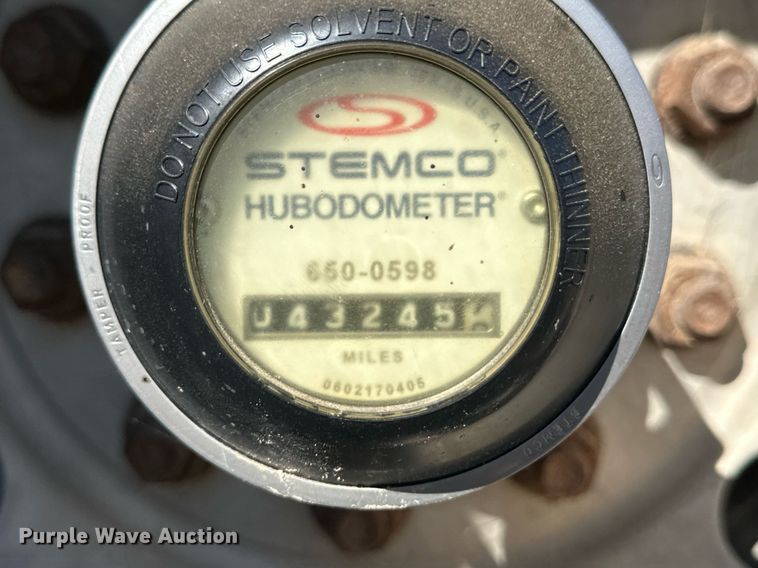 DO NOT USE SOLVENT OR PAINT THINNER
TAMPER - PROOF
STEMCO®
HUBODOMETER®
650-0598
043245
MILES
0602170405
STEMCO
Purple Wave Auction